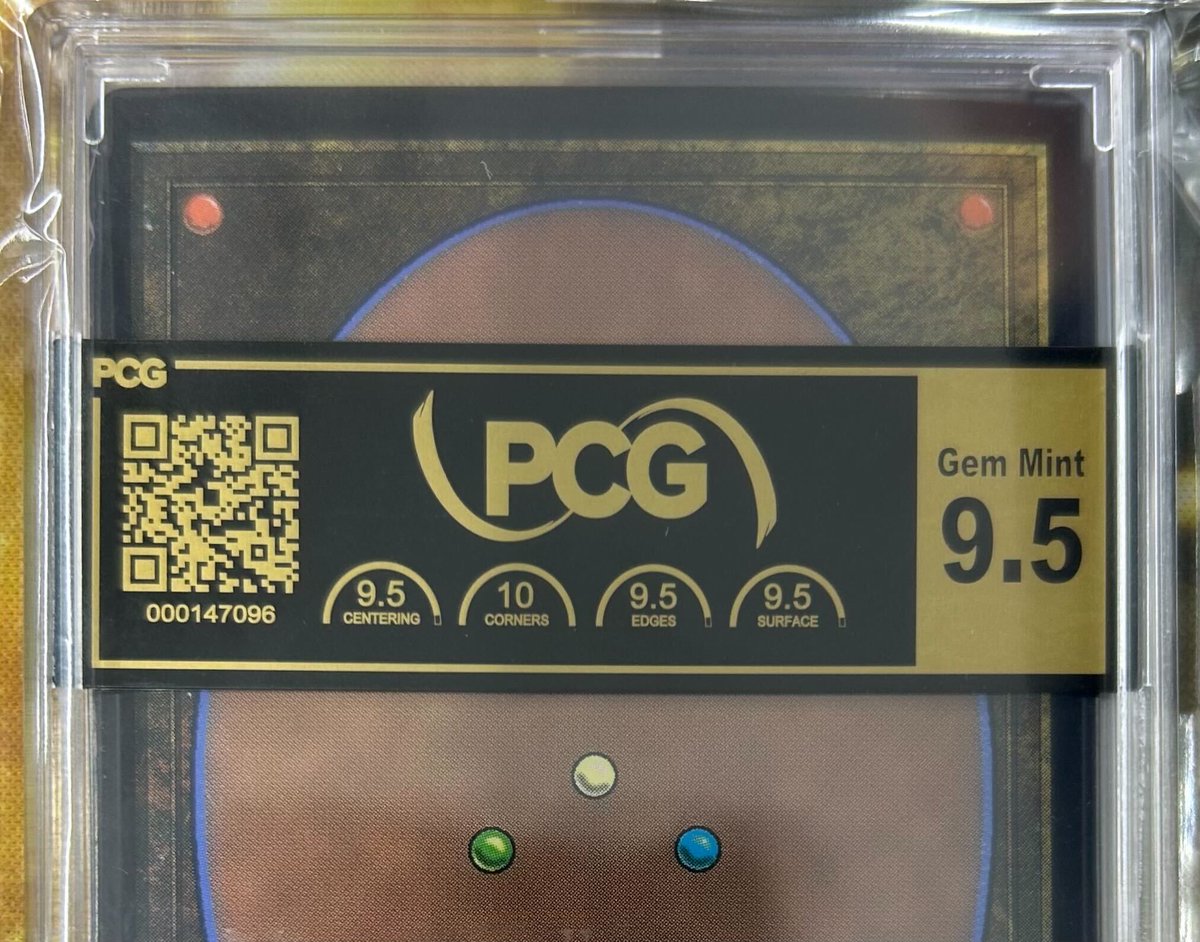 PCG
PCG
Gem Mint
9.5
000147096
9.5
CENTERING
10
CORNERS
9.5
EDGES
9.5
SURFACE